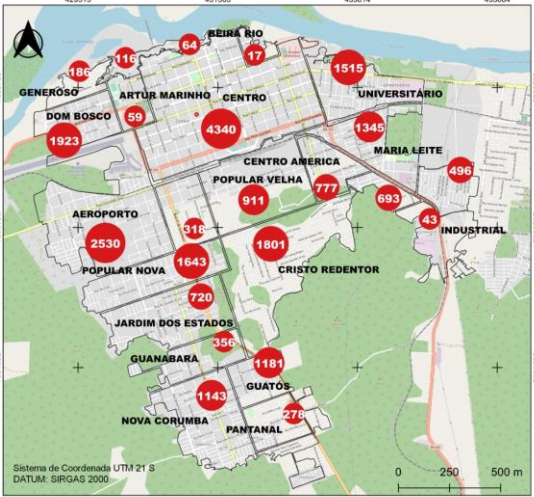 BEIRA RIO
64
116
17
186
1515
GENEROSO
ARTUR MARINHO
CENTRO
UNIVERSITÁRIO
DOM BOSCO
59
1923
4340
1345
MARIA LEITE
CENTRO AMERICA
496
POPULAR VELHA
777
911
693
AEROPORTO
43
318
INDUSTRIAL
2530
1801
1643
POPULAR NOVA
CRISTO REDENTOR
720
JARDIM DOS ESTADOS
356
GUANABARA
1181
GUATÓS
1143
278
NOVA CORUMBA
PANTANAL
Sistema de Coordenada UTM 21 S
DATUM: SIRGAS 2000
0 250 500 m